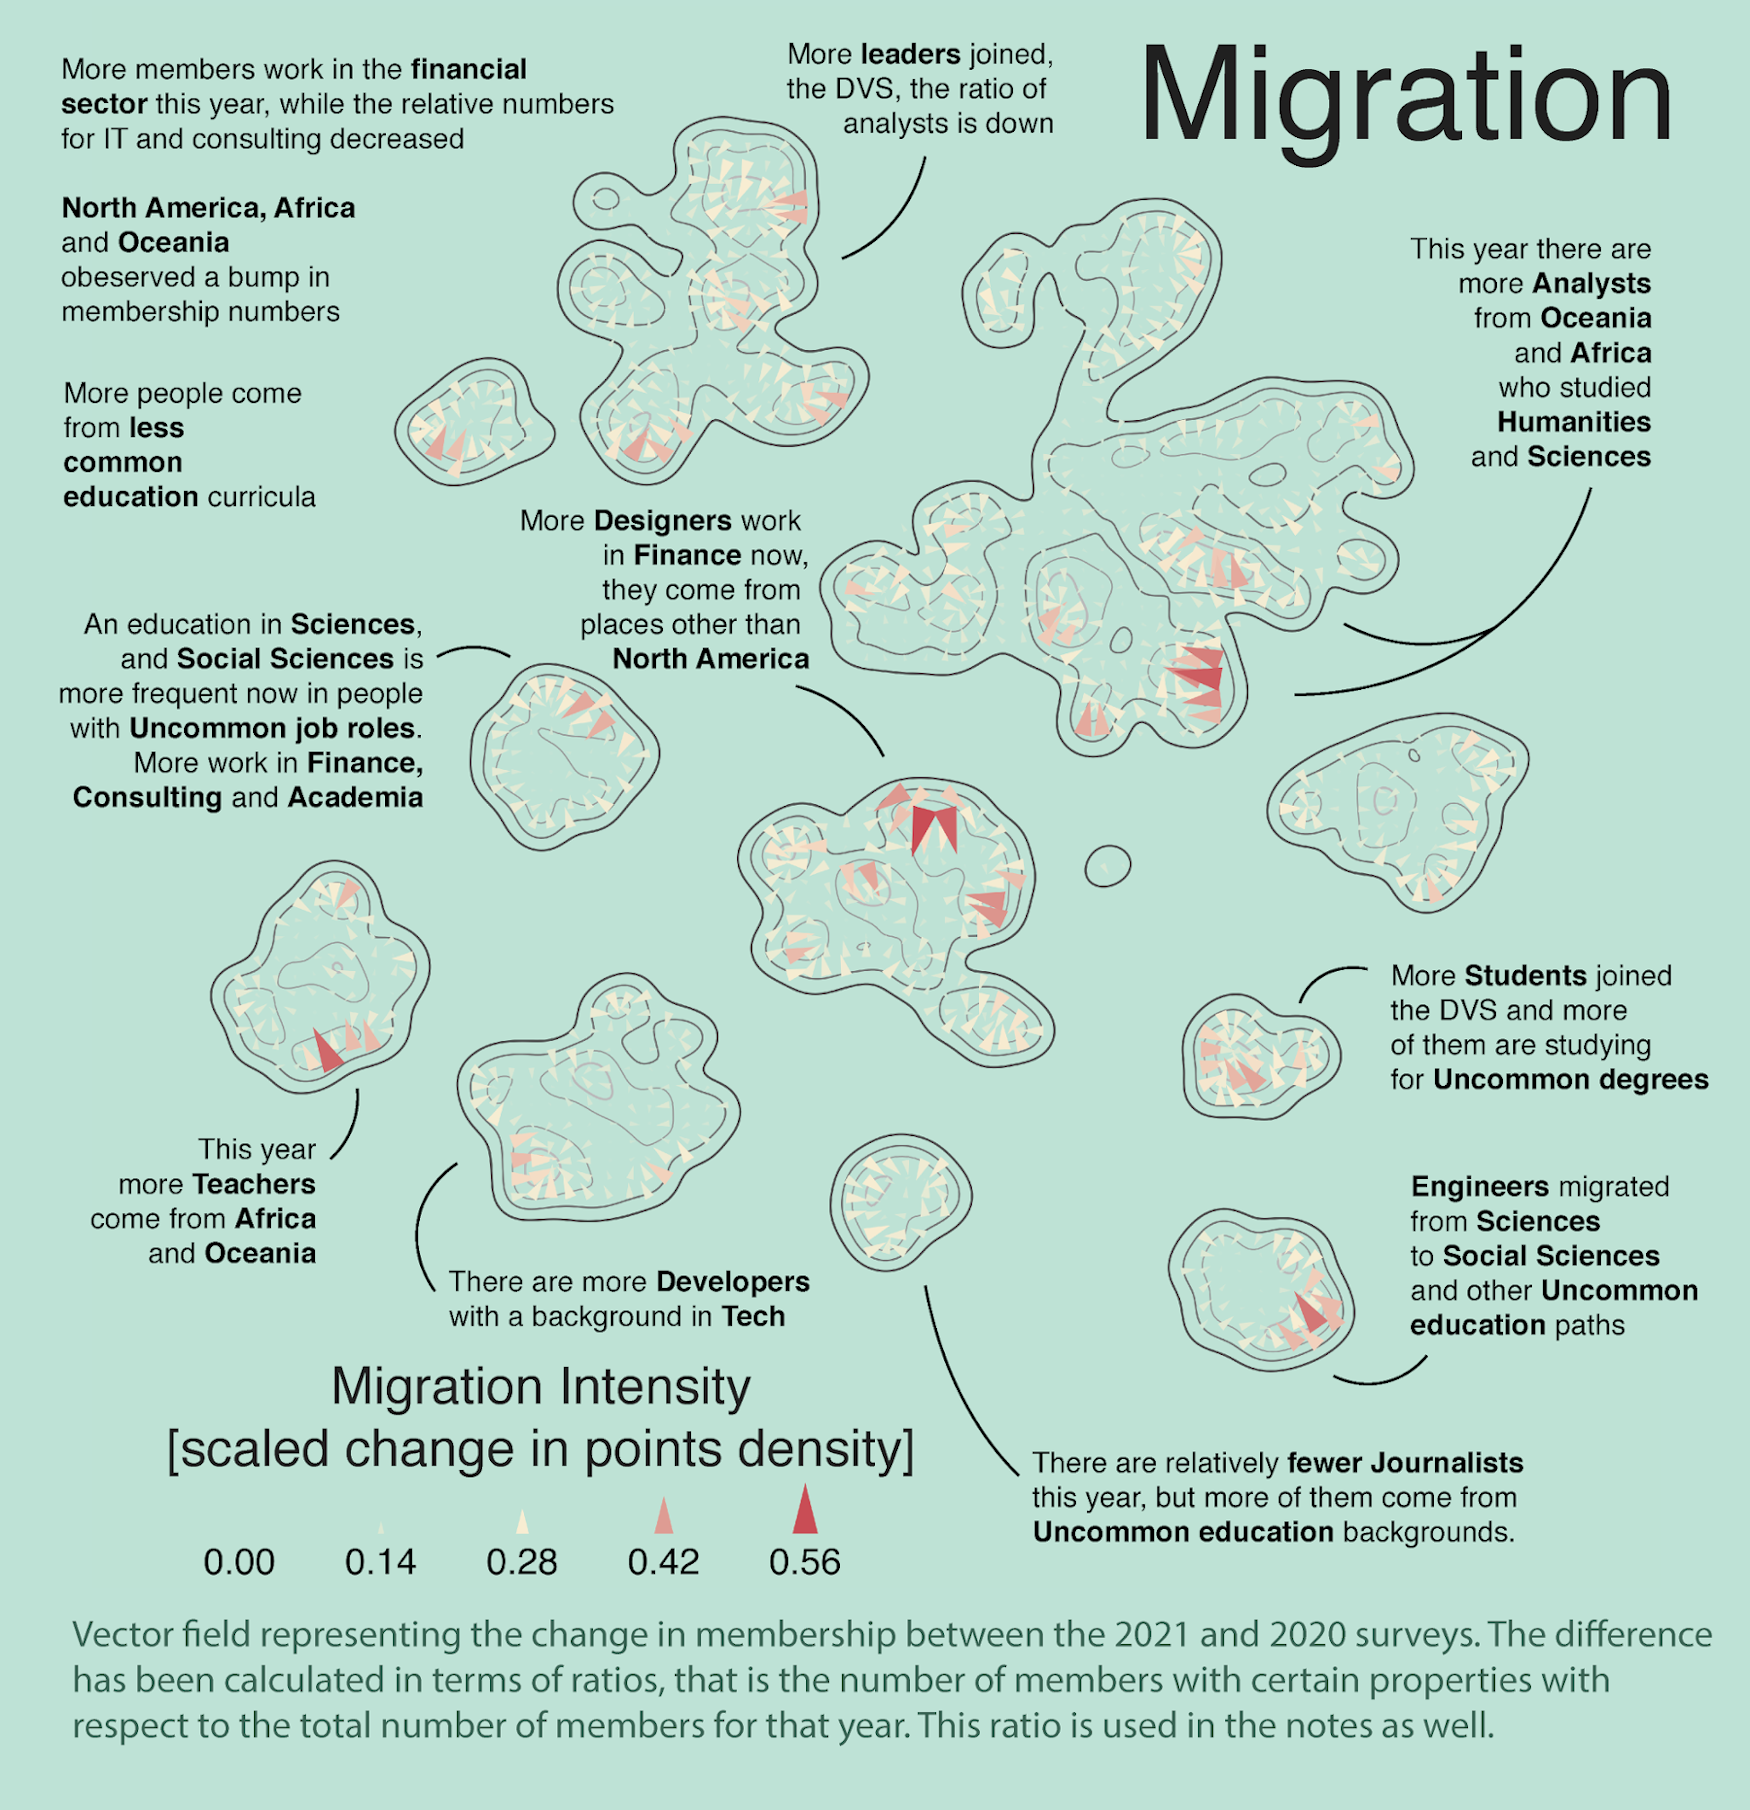 Migration
More members work in the financial
sector this year, while the relative numbers
for IT and consulting decreased
More leaders joined,
the DVS, the ratio of
analysts is down
North America, Africa
and Oceania
obeserved a bump in
membership numbers
This year there are
more Analysts
from Oceania
and Africa
who studied
Humanities
and Sciences
More people come
from less
common
education curricula
More Designers work
in Finance now,
they come from
places other than
North America
An education in Sciences,
and Social Sciences is
more frequent now in people
with Uncommon job roles.
More work in Finance,
Consulting and Academia
More Students joined
the DVS and more
of them are studying
for Uncommon degrees
This year
more Teachers
come from Africa
and Oceania
Engineers migrated
from Sciences
to Social Sciences
and other Uncommon
education paths
There are more Developers
with a background in Tech
There are relatively fewer Journalists
this year, but more of them come from
Uncommon education backgrounds.
Migration Intensity
[scaled change in points density]
0.00 0.14 0.28 0.42 0.56
Vector field representing the change in membership between the 2021 and 2020 surveys. The difference
has been calculated in terms of ratios, that is the number of members with certain properties with
respect to the total number of members for that year. This ratio is used in the notes as well.